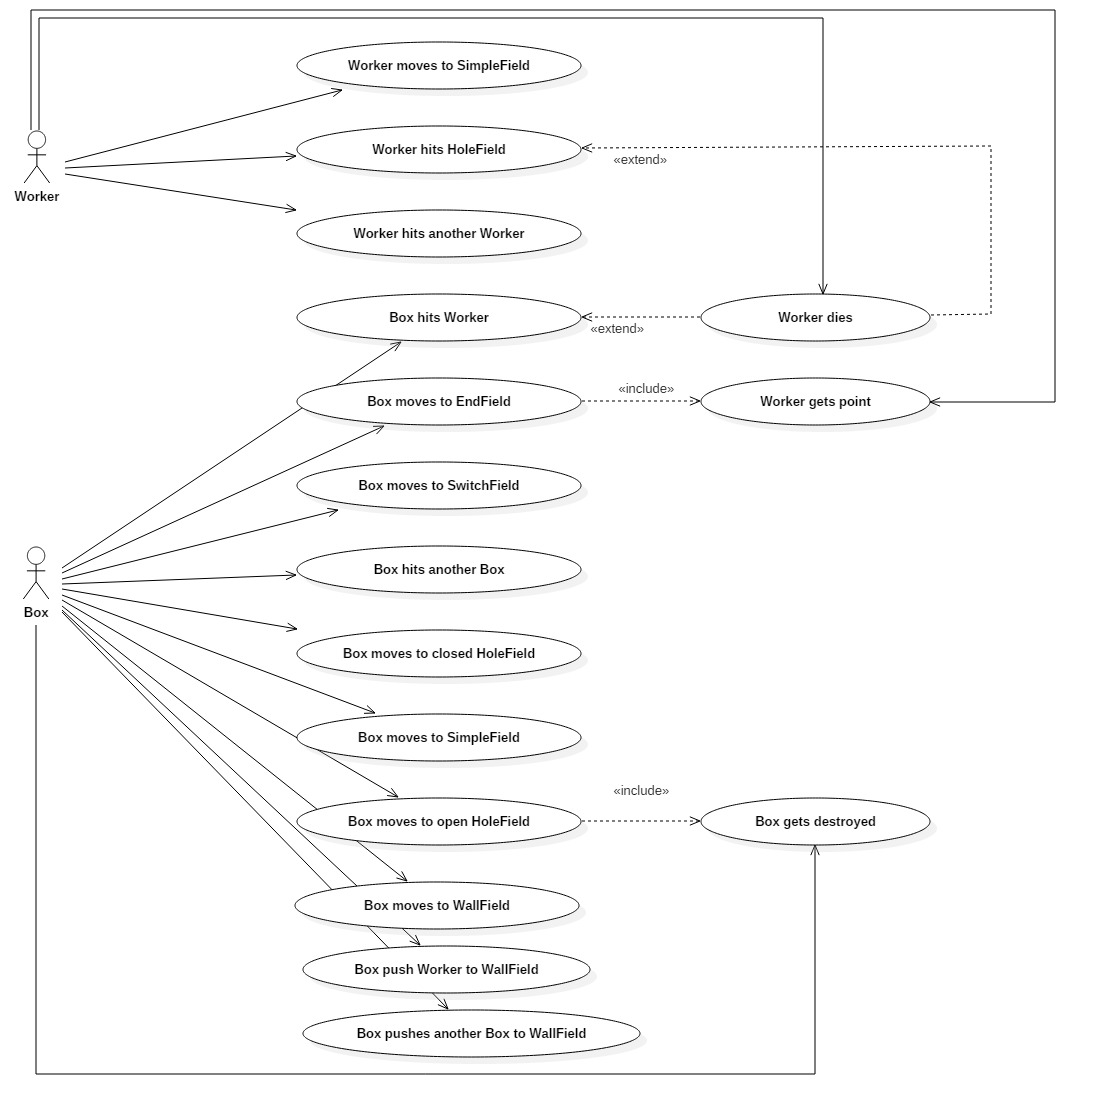 Worker moves to SimpleField
Worker hits HoleField
«extend»
Worker
Worker hits another Worker
Box hits Worker
Worker dies
«extend»
Box moves to EndField
«include»
Worker gets point
Box moves to SwitchField
Box hits another Box
Box
Box moves to closed HoleField
Box moves to SimpleField
«include»
Box moves to open HoleField
Box gets destroyed
Box moves to WallField
Box push Worker to WallField
Box pushes another Box to WallField